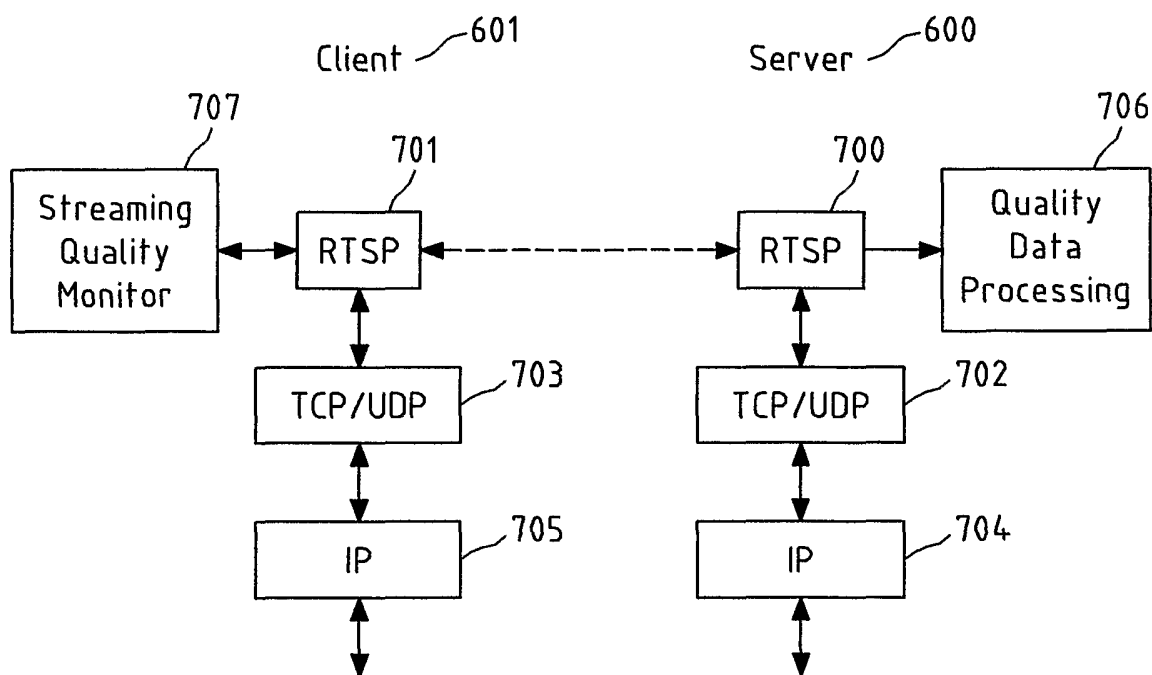 Client 601
Server 600
707
701
700
706
Streaming
Quality
Monitor
RTSP
RTSP
Quality
Data
Processing
703
TCP/UDP
702
TCP/UDP
705
IP
704
IP